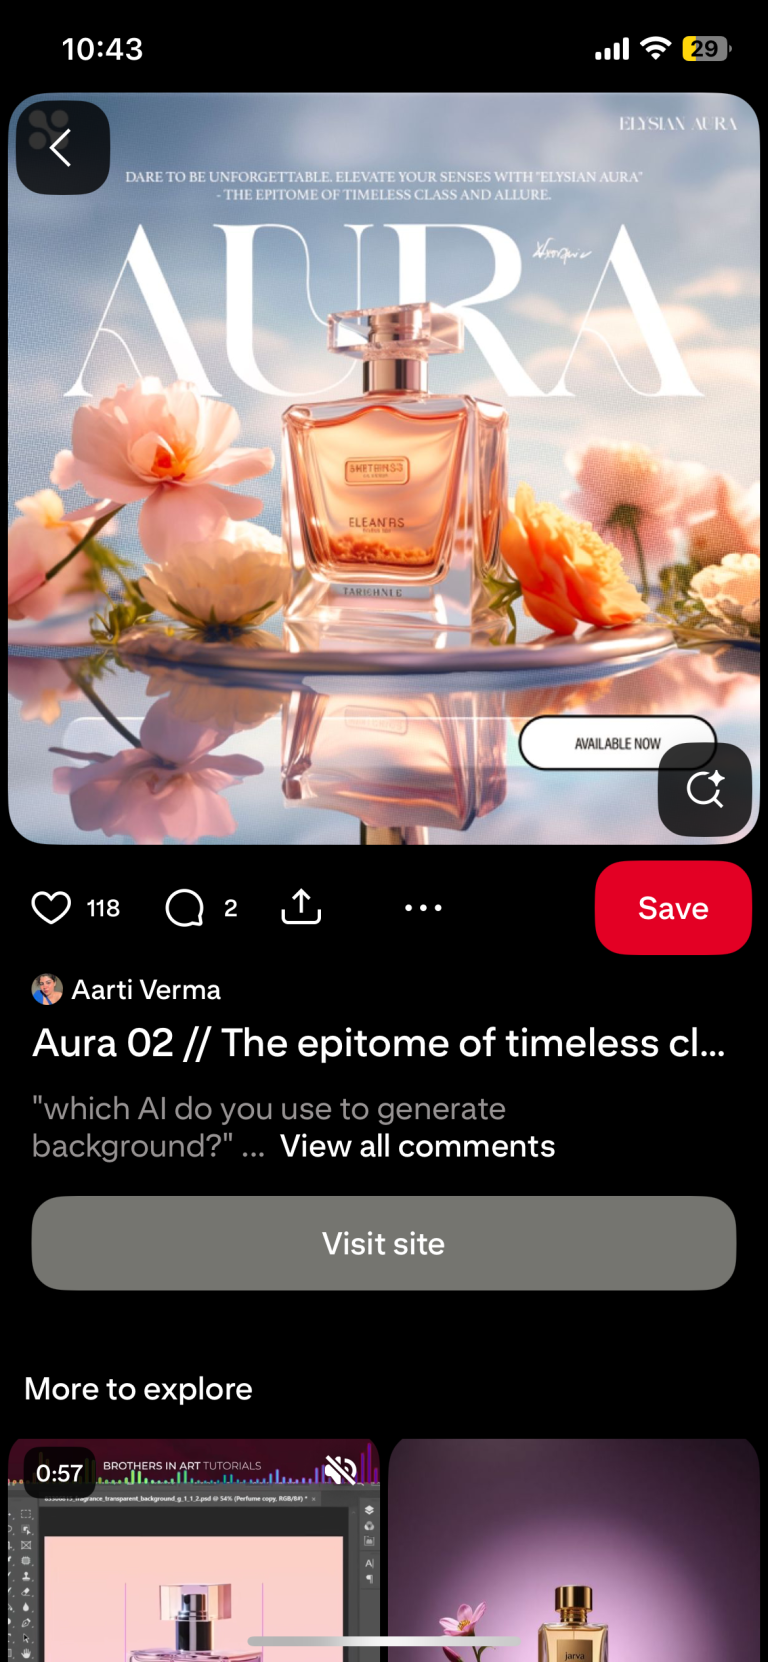 10:43
29
ELYSIAN AURA
DARE TO BE UNFORGETTABLE. ELEVATE YOUR SENSES WITH "ELYSIAN AURA"
- THE EPITOME OF TIMELESS CLASS AND ALLURE.
AURA
ELEAN'RS
AVAILABLE NOW
118
2
Save
Aarti Verma
Aura 02 // The epitome of timeless cl...
"which AI do you use to generate
background?" ... View all comments
Visit site
More to explore
0:57
BROTHERS IN ART TUTORIALS
jarva